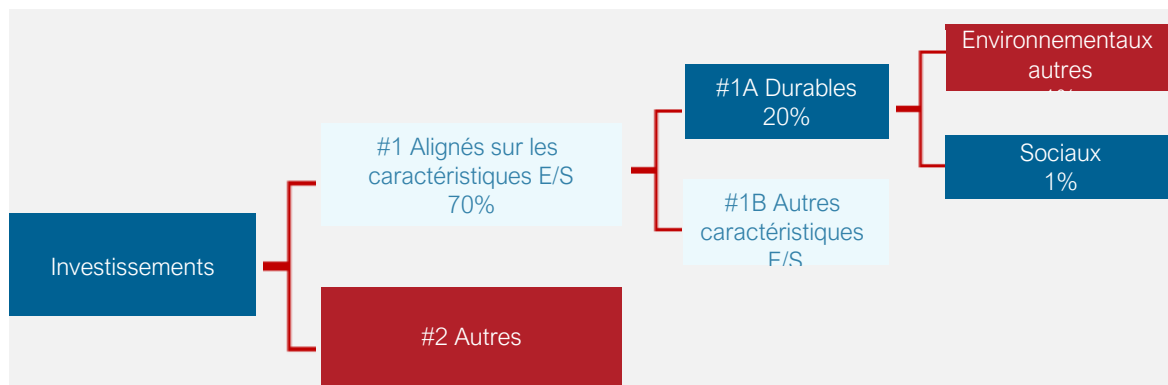 Investissements
#1 Alignés sur les
caractéristiques E/S
70%
#2 Autres
#1A Durables
20%
#1B Autres
caractéristiques
E/S
Environnementaux
autres
Sociaux
1%